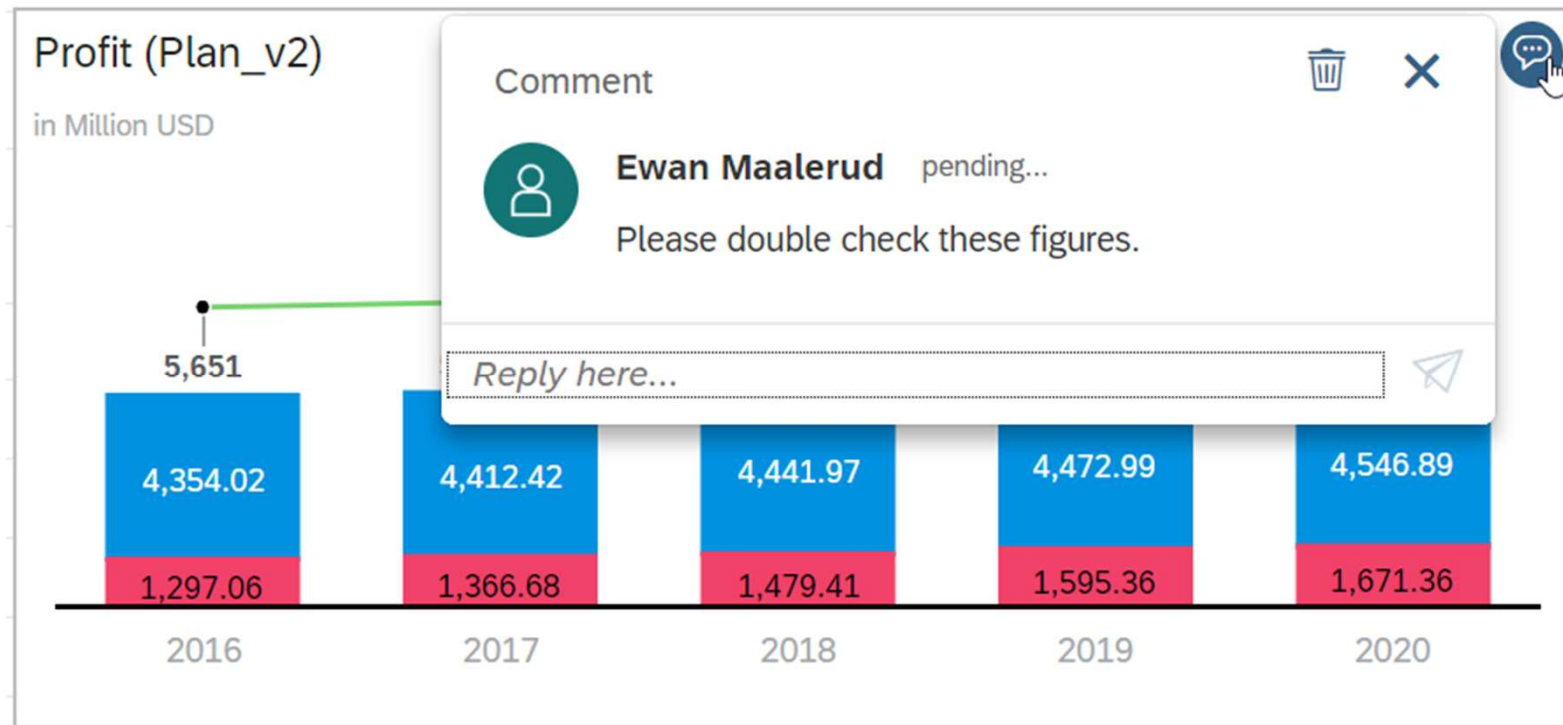 Profit (Plan_v2)
in Million USD
Comment
Ewan Maalerud pending...
Please double check these figures.
Reply here...
5,651
4,354.02 4,412.42 4,441.97 4,472.99 4,546.89
1,297.06 1,366.68 1,479.41 1,595.36 1,671.36
2016 2017 2018 2019 2020